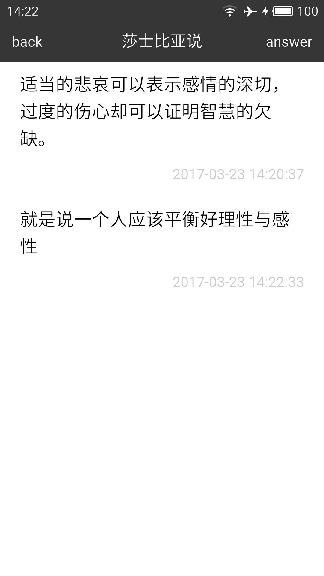 14:22
100
back
莎士比亚说
answer
适当的悲哀可以表示感情的深切,
过度的伤心却可以证明智慧的欠
缺。
2017-03-23 14:20:37
就是说一个人应该平衡好理性与感
性
2017-03-23 14:22:33